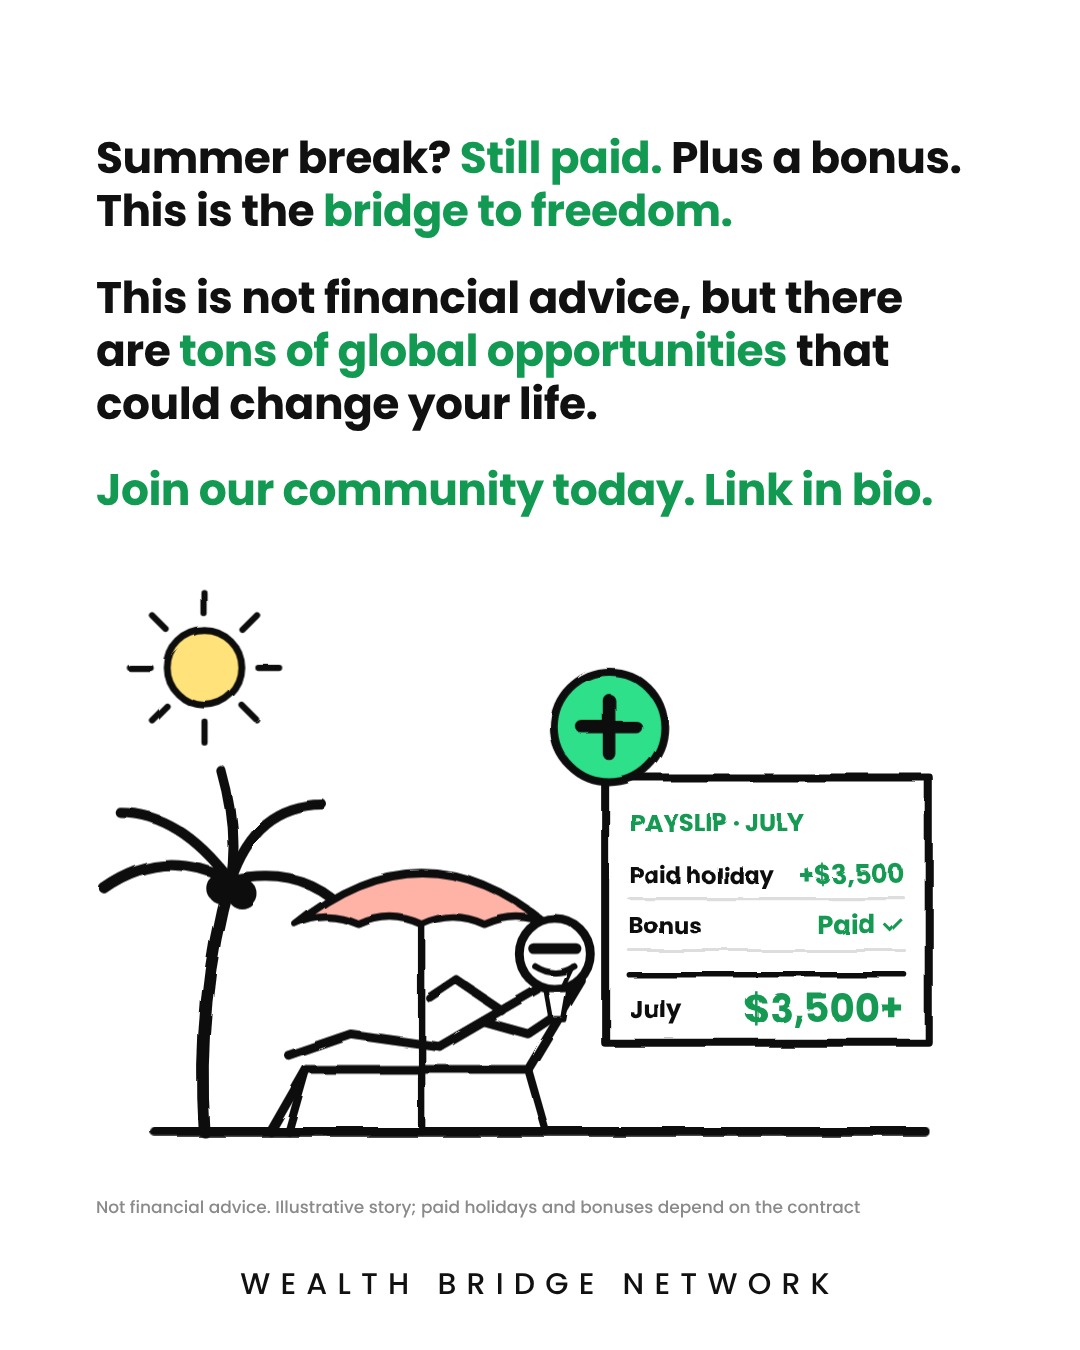 Summer break? Still paid. Plus a bonus.
This is the bridge to freedom.
This is not financial advice, but there
are tons of global opportunities that
could change your life.
Join our community today. Link in bio.
PAYSLIP · JULY
Paid holiday +$3,500
Bonus Paid ✓
July $3,500+
Not financial advice. Illustrative story; paid holidays and bonuses depend on the contract
WEALTH BRIDGE NETWORK